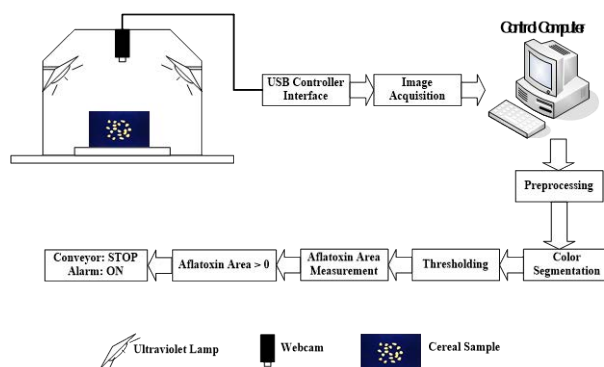 Control Computer
USB Controller
Interface
Image
Acquisition
Preprocessing
Conveyor: STOP
Alarm: ON
Aflatoxin Area > 0
Aflatoxin Area
Measurement
Thresholding
Color
Segmentation
Ultraviolet Lamp
Webcam
Cereal Sample